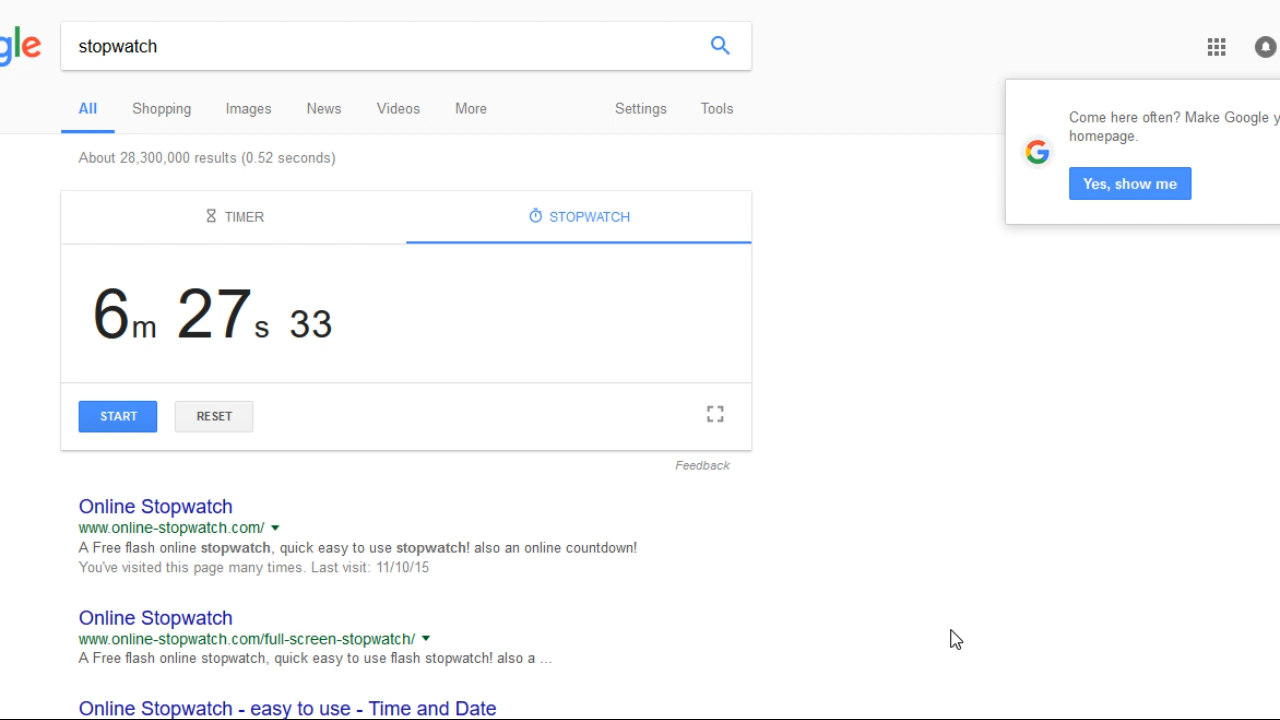 gle
stopwatch
All Shopping Images News Videos More Settings Tools
Come here often? Make Google y
homepage.
Yes, show me
About 28,300,000 results (0.52 seconds)
TIMER STOPWATCH
6m 27s 33
START RESET
Feedback
Online Stopwatch
www.online-stopwatch.com/
A Free flash online stopwatch, quick easy to use stopwatch! also an online countdown!
You've visited this page many times. Last visit: 11/10/15
Online Stopwatch
www.online-stopwatch.com/full-screen-stopwatch/
A Free flash online stopwatch, quick easy to use flash stopwatch! also a ...
Online Stopwatch - easy to use - Time and Date